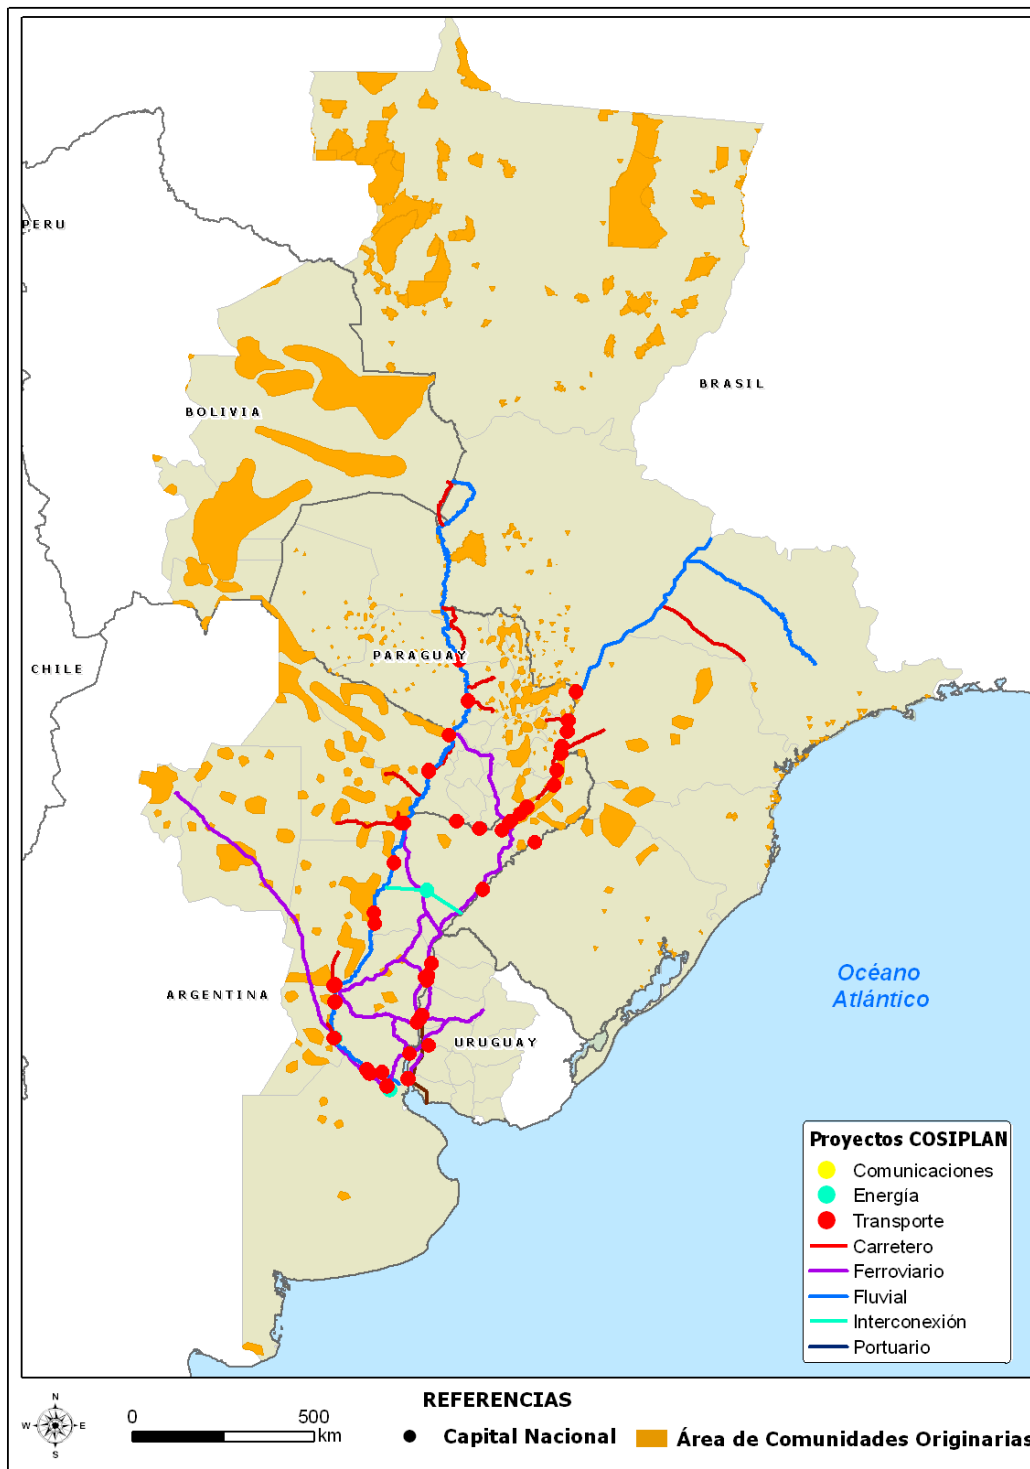 PERU
BRASIL
BOLIVIA
PARAGUAY
CHILE
Océano
Atlántico
ARGENTINA
URUGUAY
Proyectos COSIPLAN
Comunicaciones
Energía
Transporte
Carretero
Ferroviario
Fluvial
Interconexión
Portuario
REFERENCIAS
N
W
E
S
0
500
km
Capital Nacional
Área de Comunidades Originarias